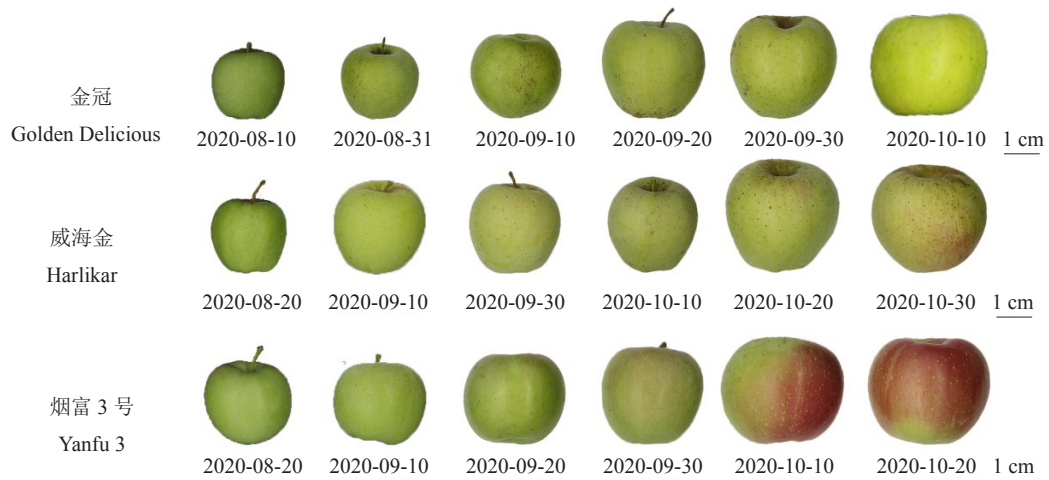 金冠
Golden Delicious
2020-08-10 2020-08-31 2020-09-10 2020-09-20 2020-09-30 2020-10-10 1 cm
威海金
Harlikar
2020-08-20 2020-09-10 2020-09-30 2020-10-10 2020-10-20 2020-10-30 1 cm
烟富 3 号
Yanfu 3
2020-08-20 2020-09-10 2020-09-20 2020-09-30 2020-10-10 2020-10-20 1 cm